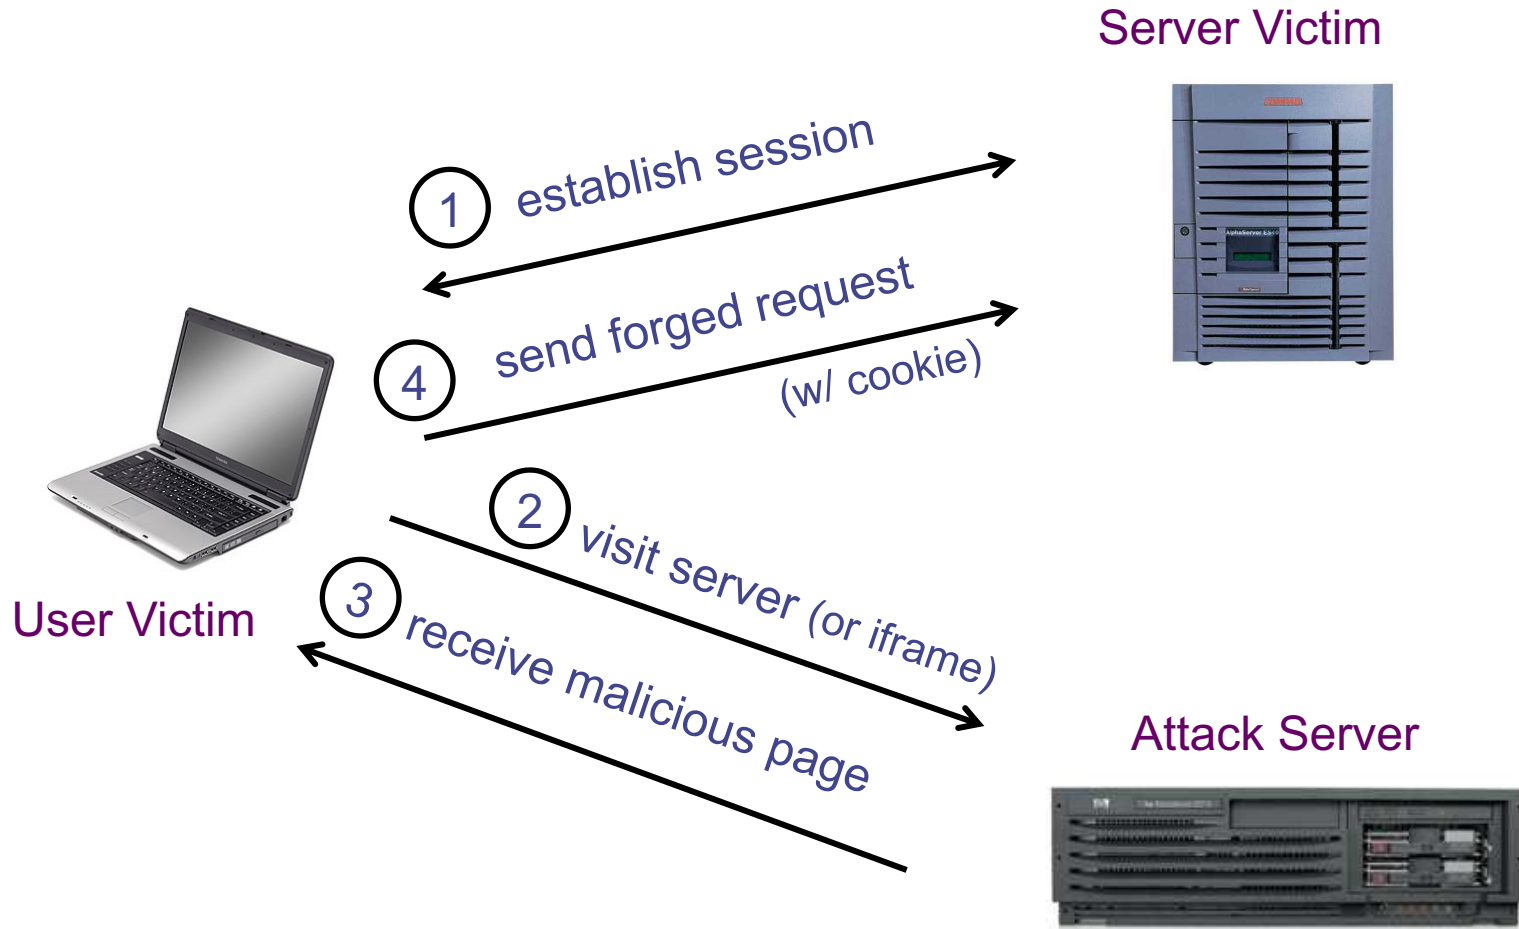 Server Victim
1 establish session
4 send forged request
(w/ cookie)
2 visit server (or iframe)
User Victim
3 receive malicious page
Attack Server